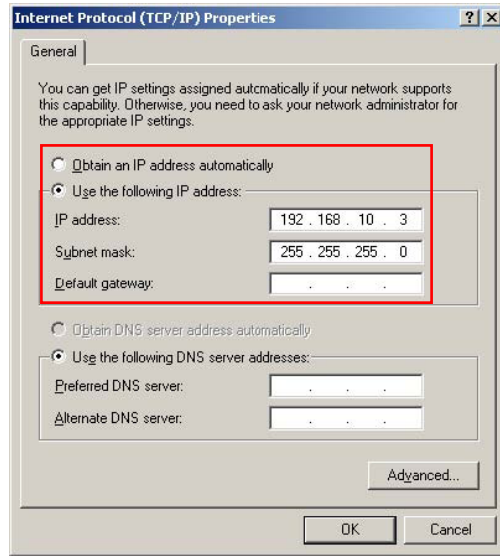 Internet Protocol (TCP/IP) Properties
General
You can get IP settings assigned automatically if your network supports
this capability. Otherwise, you need to ask your network administrator for
the appropriate IP settings.
Obtain an IP address automatically
Use the following IP address:
IP address: 192 . 168 . 10 . 3
Subnet mask: 255 . 255 . 255 . 0
Default gateway: . . .
Obtain DNS server address automatically
Use the following DNS server addresses:
Preferred DNS server: . . .
Alternate DNS server: . . .
Advanced...
OK Cancel